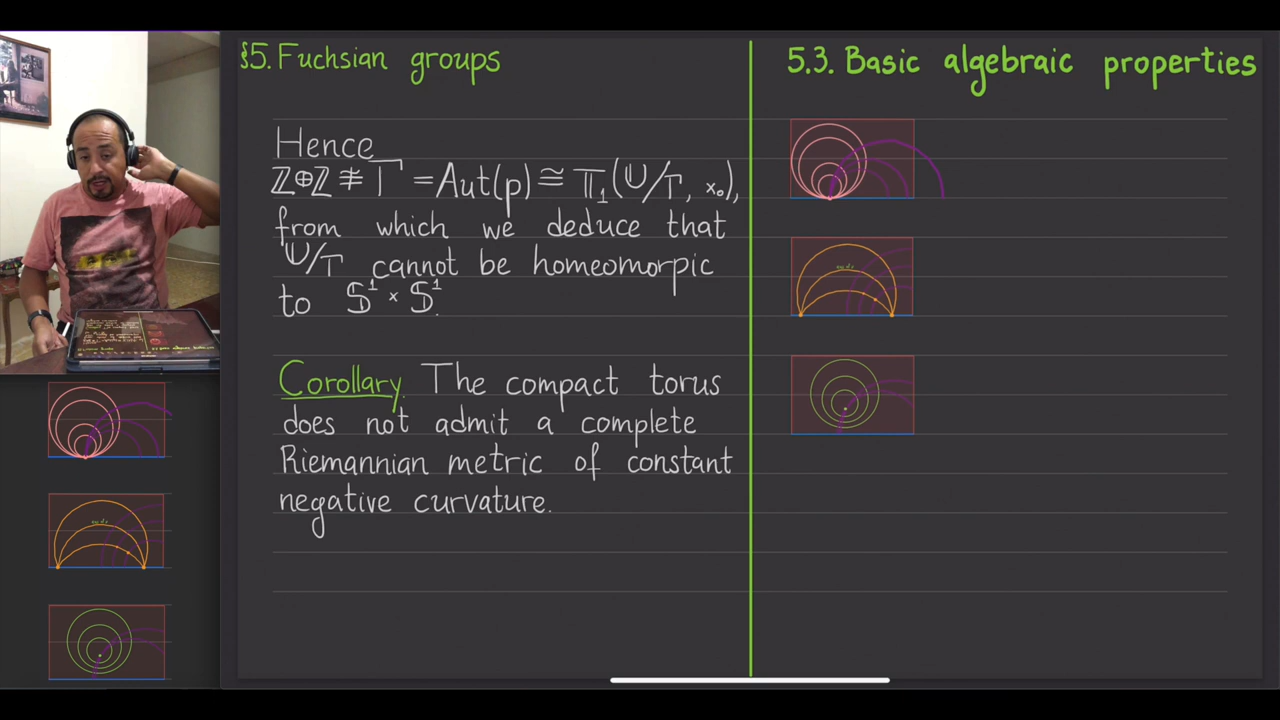 §5. Fuchsian groups
Hence
ℤ⊕ℤ ≇ Γ = Aut(p) ≅ π₁(𝕌/Γ, x₀),
from which we deduce that
𝕌/Γ cannot be homeomorpic
to 𝕊¹ × 𝕊¹.
Corollary. The compact torus
does not admit a complete
Riemannian metric of constant
negative curvature.
5.3. Basic algebraic properties